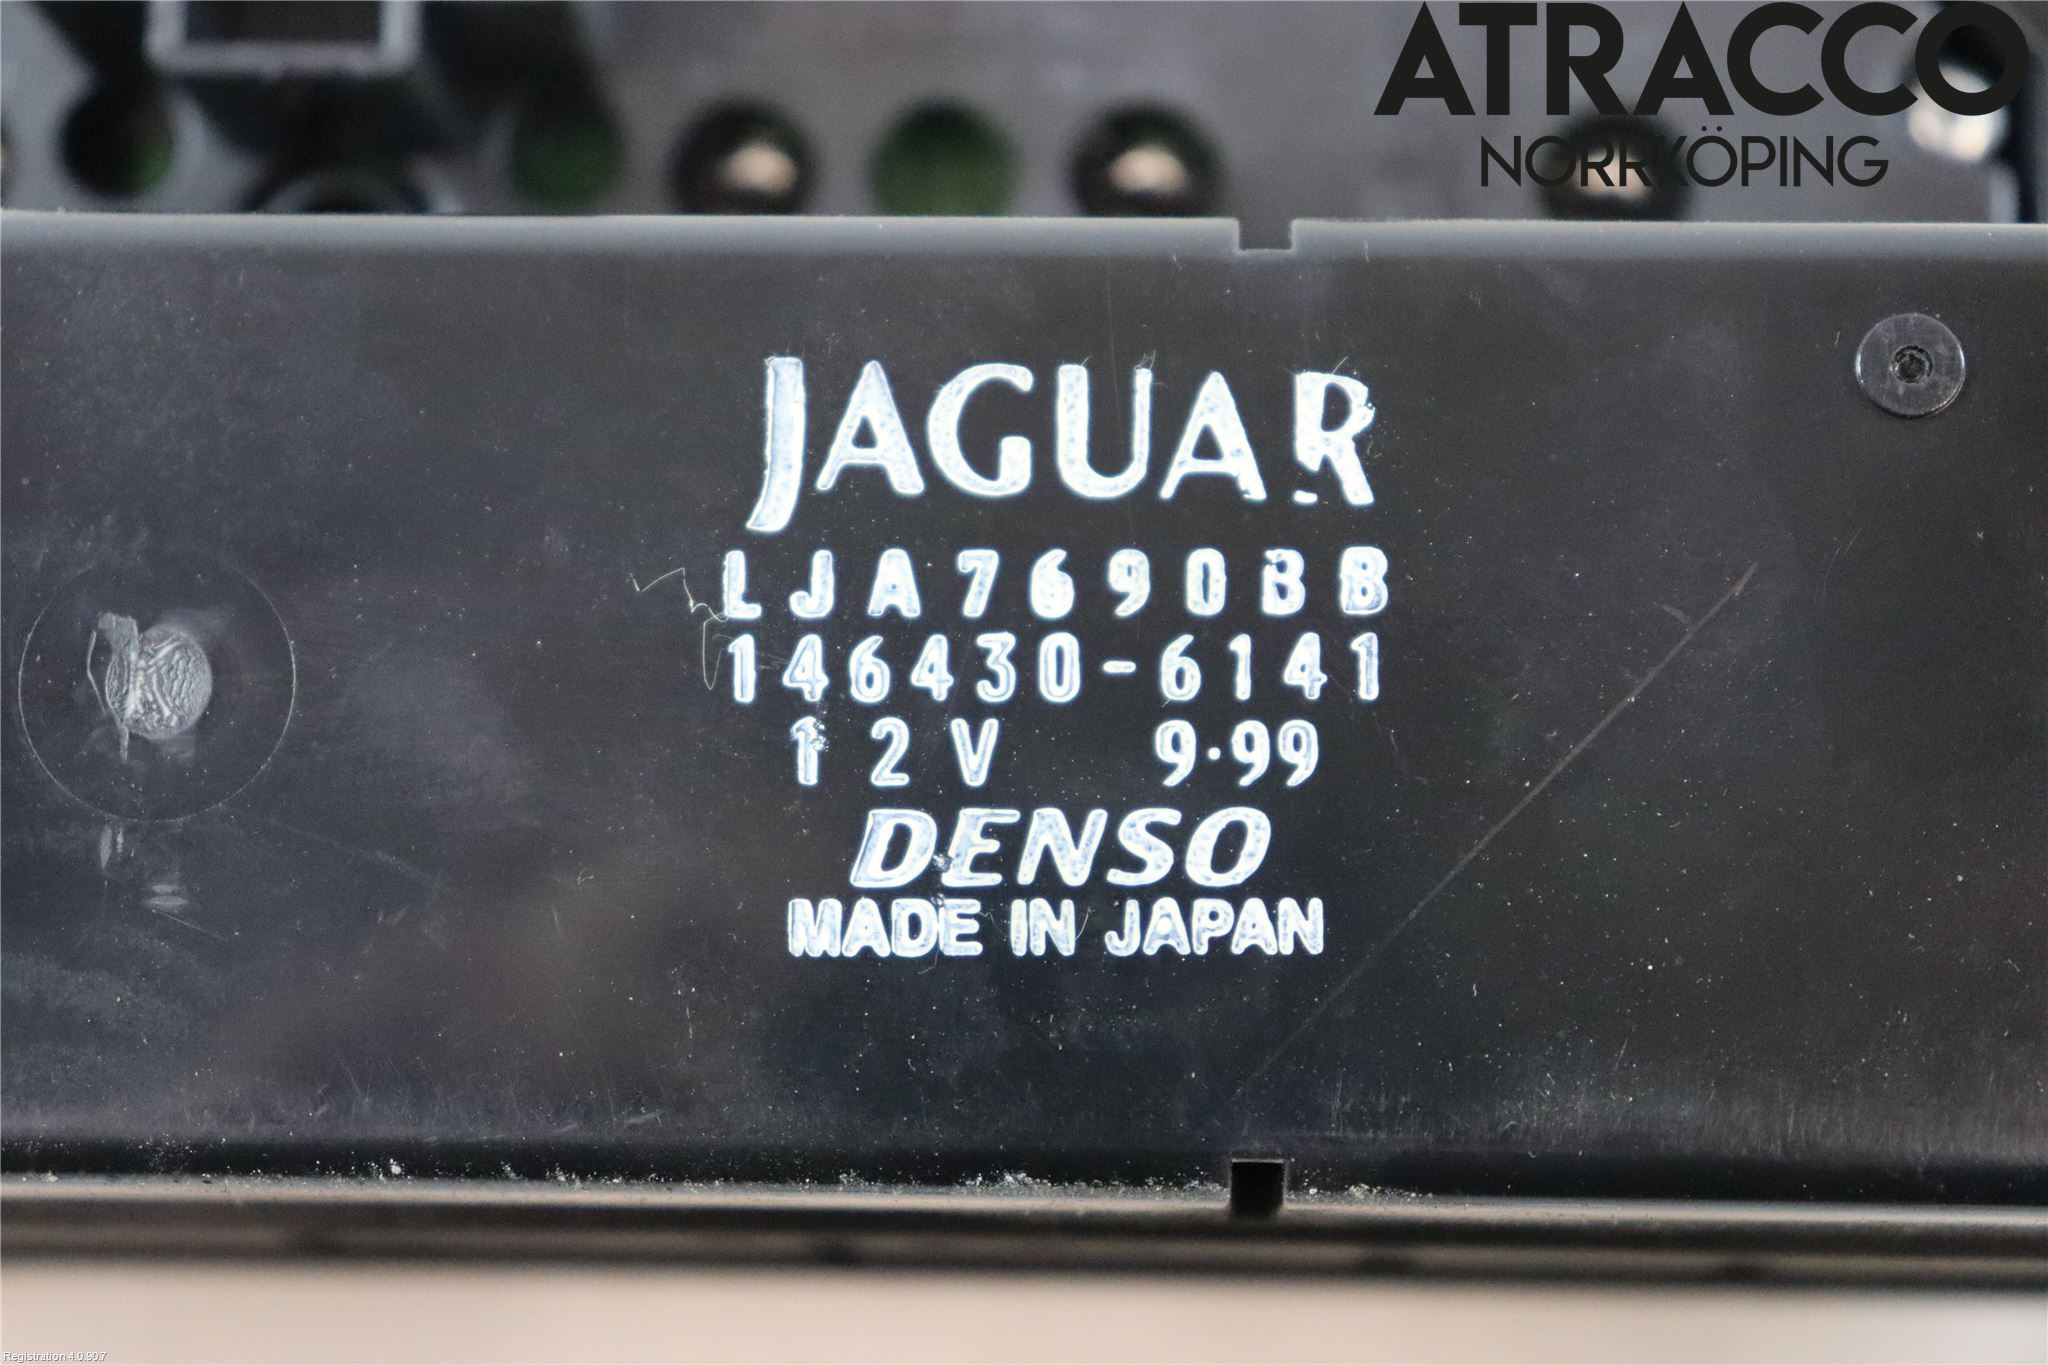 ATRACCO
NORRKÖPING
JAGUAR
LJA7690BB
146430-6141
12V 9·99
DENSO
MADE IN JAPAN
Registration 4.0.907